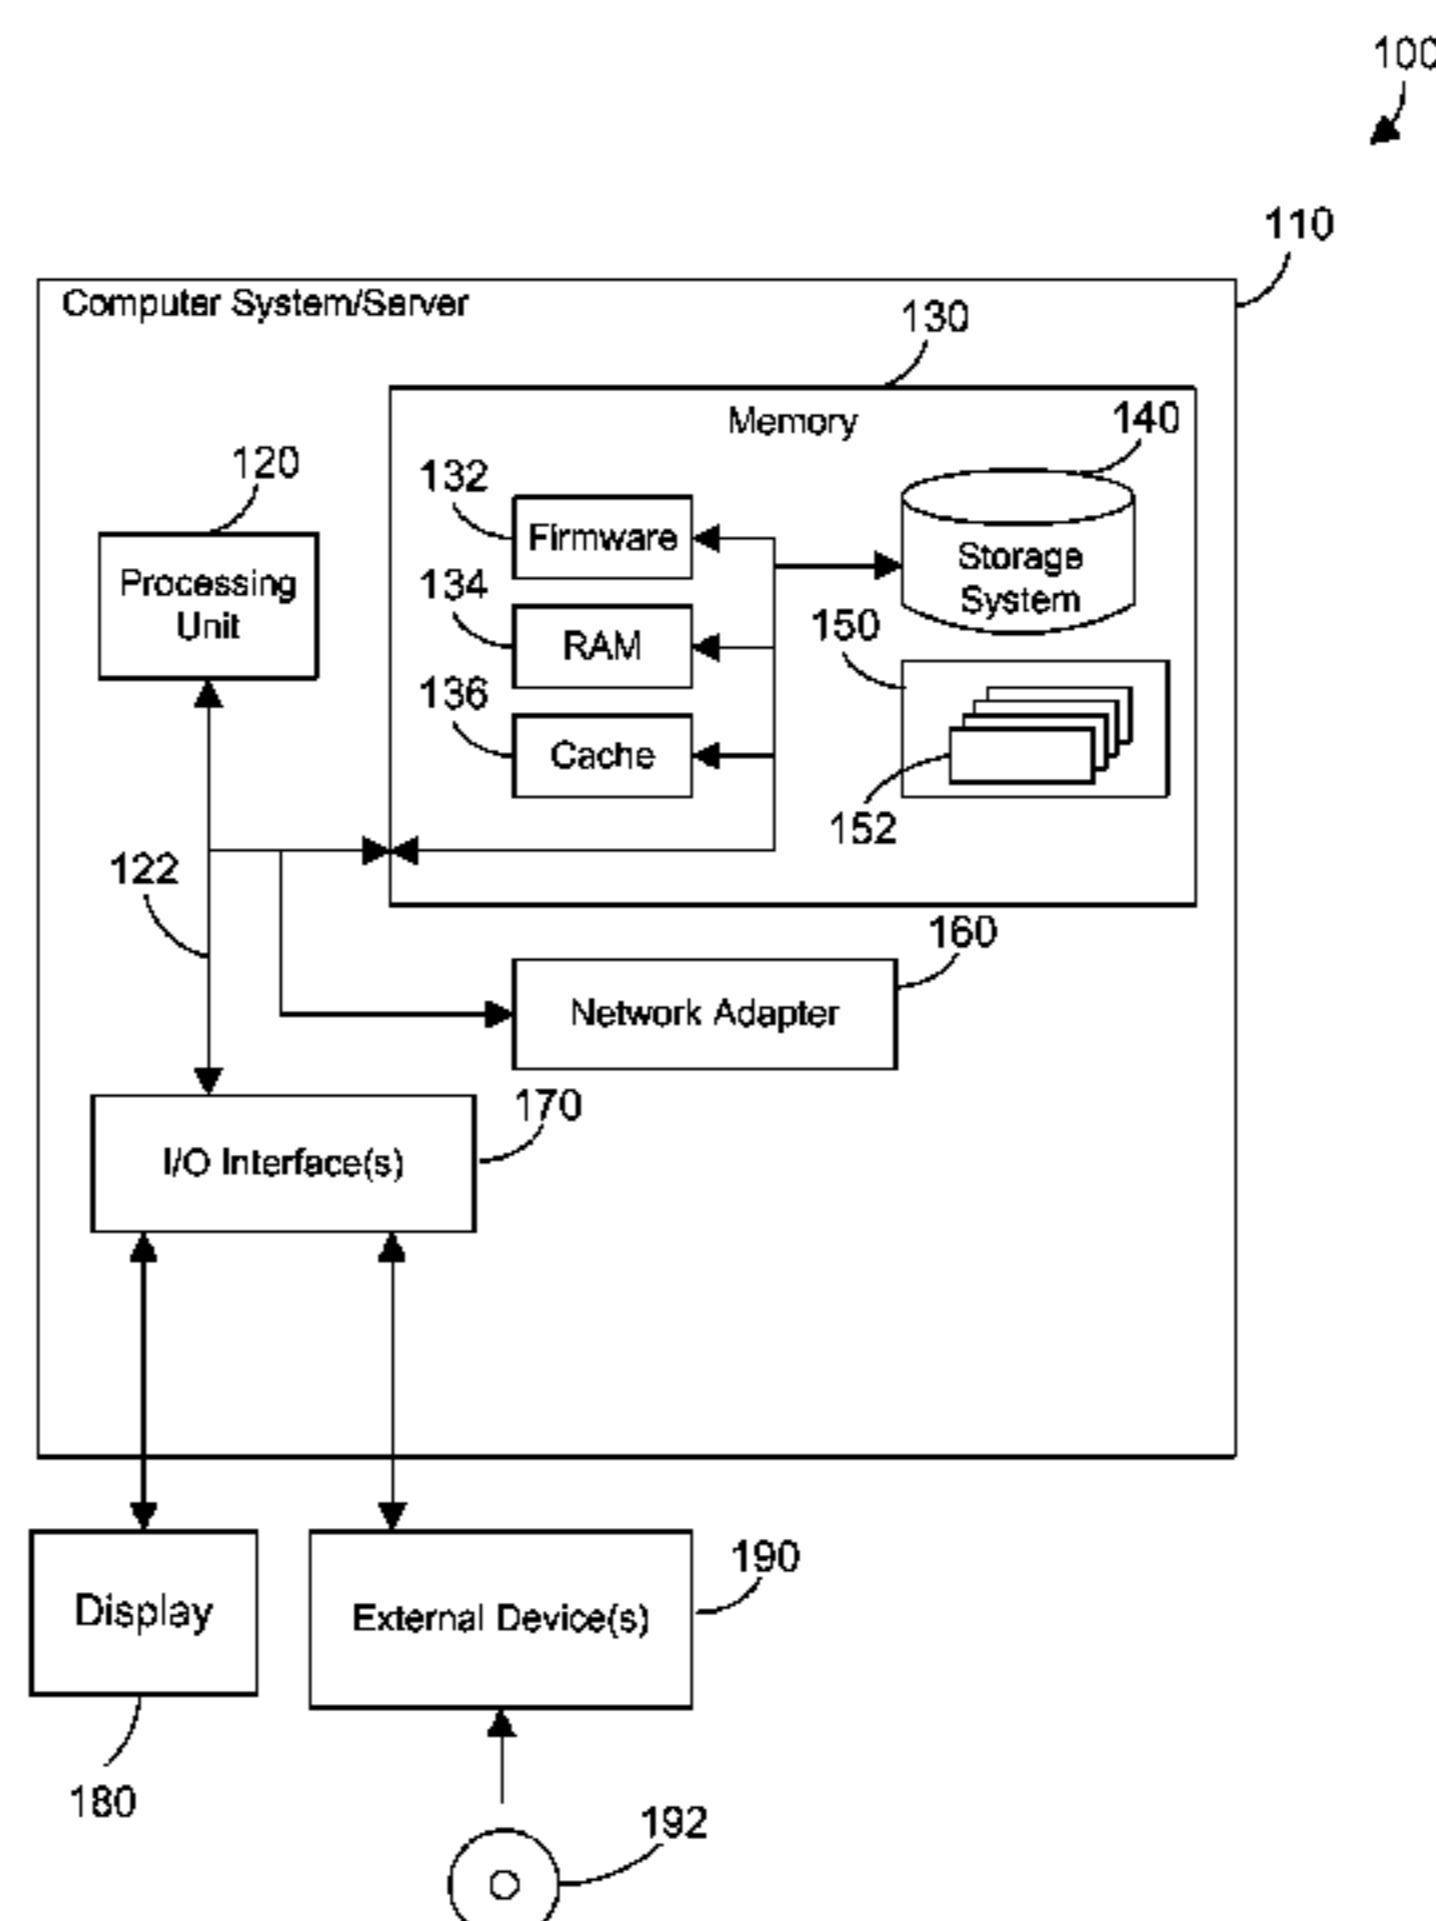 100
110
Computer System/Server
130
Memory
140
120
132
Firmware
Processing
Unit
134
Storage
System
150
RAM
136
Cache
152
122
160
Network Adapter
170
I/O Interface(s)
190
Display
External Device(s)
180
192